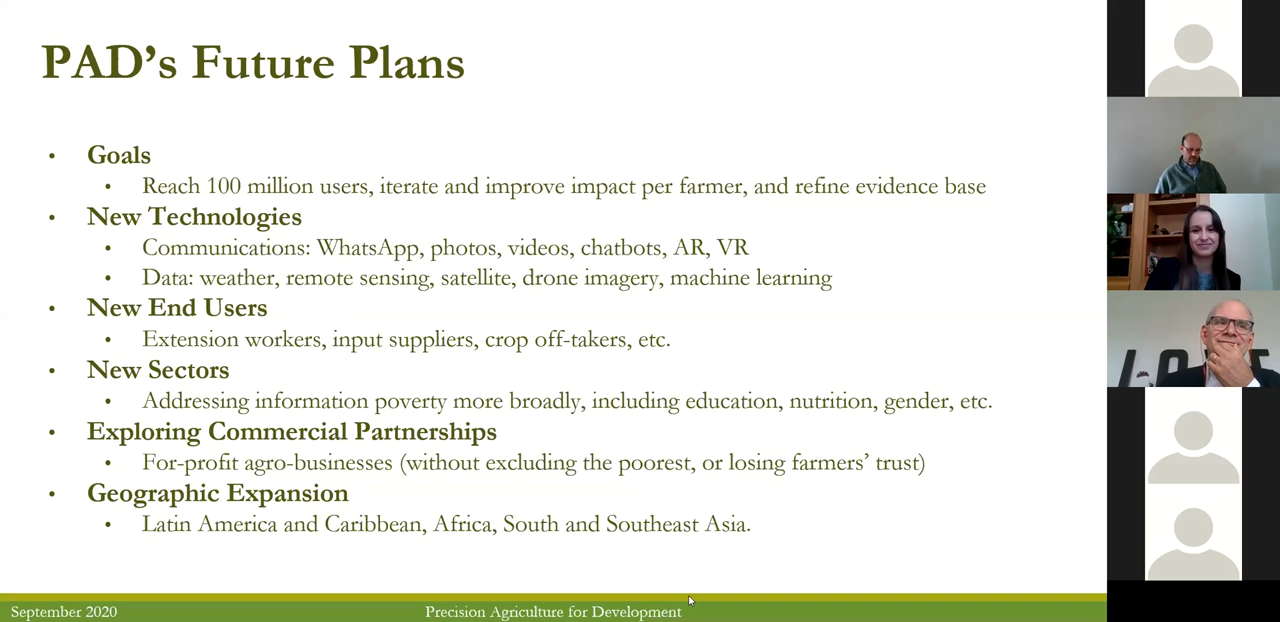 PAD's Future Plans
• Goals
• Reach 100 million users, iterate and improve impact per farmer, and refine evidence base
• New Technologies
• Communications: WhatsApp, photos, videos, chatbots, AR, VR
• Data: weather, remote sensing, satellite, drone imagery, machine learning
• New End Users
• Extension workers, input suppliers, crop off-takers, etc.
• New Sectors
• Addressing information poverty more broadly, including education, nutrition, gender, etc.
• Exploring Commercial Partnerships
• For-profit agro-businesses (without excluding the poorest, or losing farmers' trust)
• Geographic Expansion
• Latin America and Caribbean, Africa, South and Southeast Asia.
September 2020
Precision Agriculture for Development